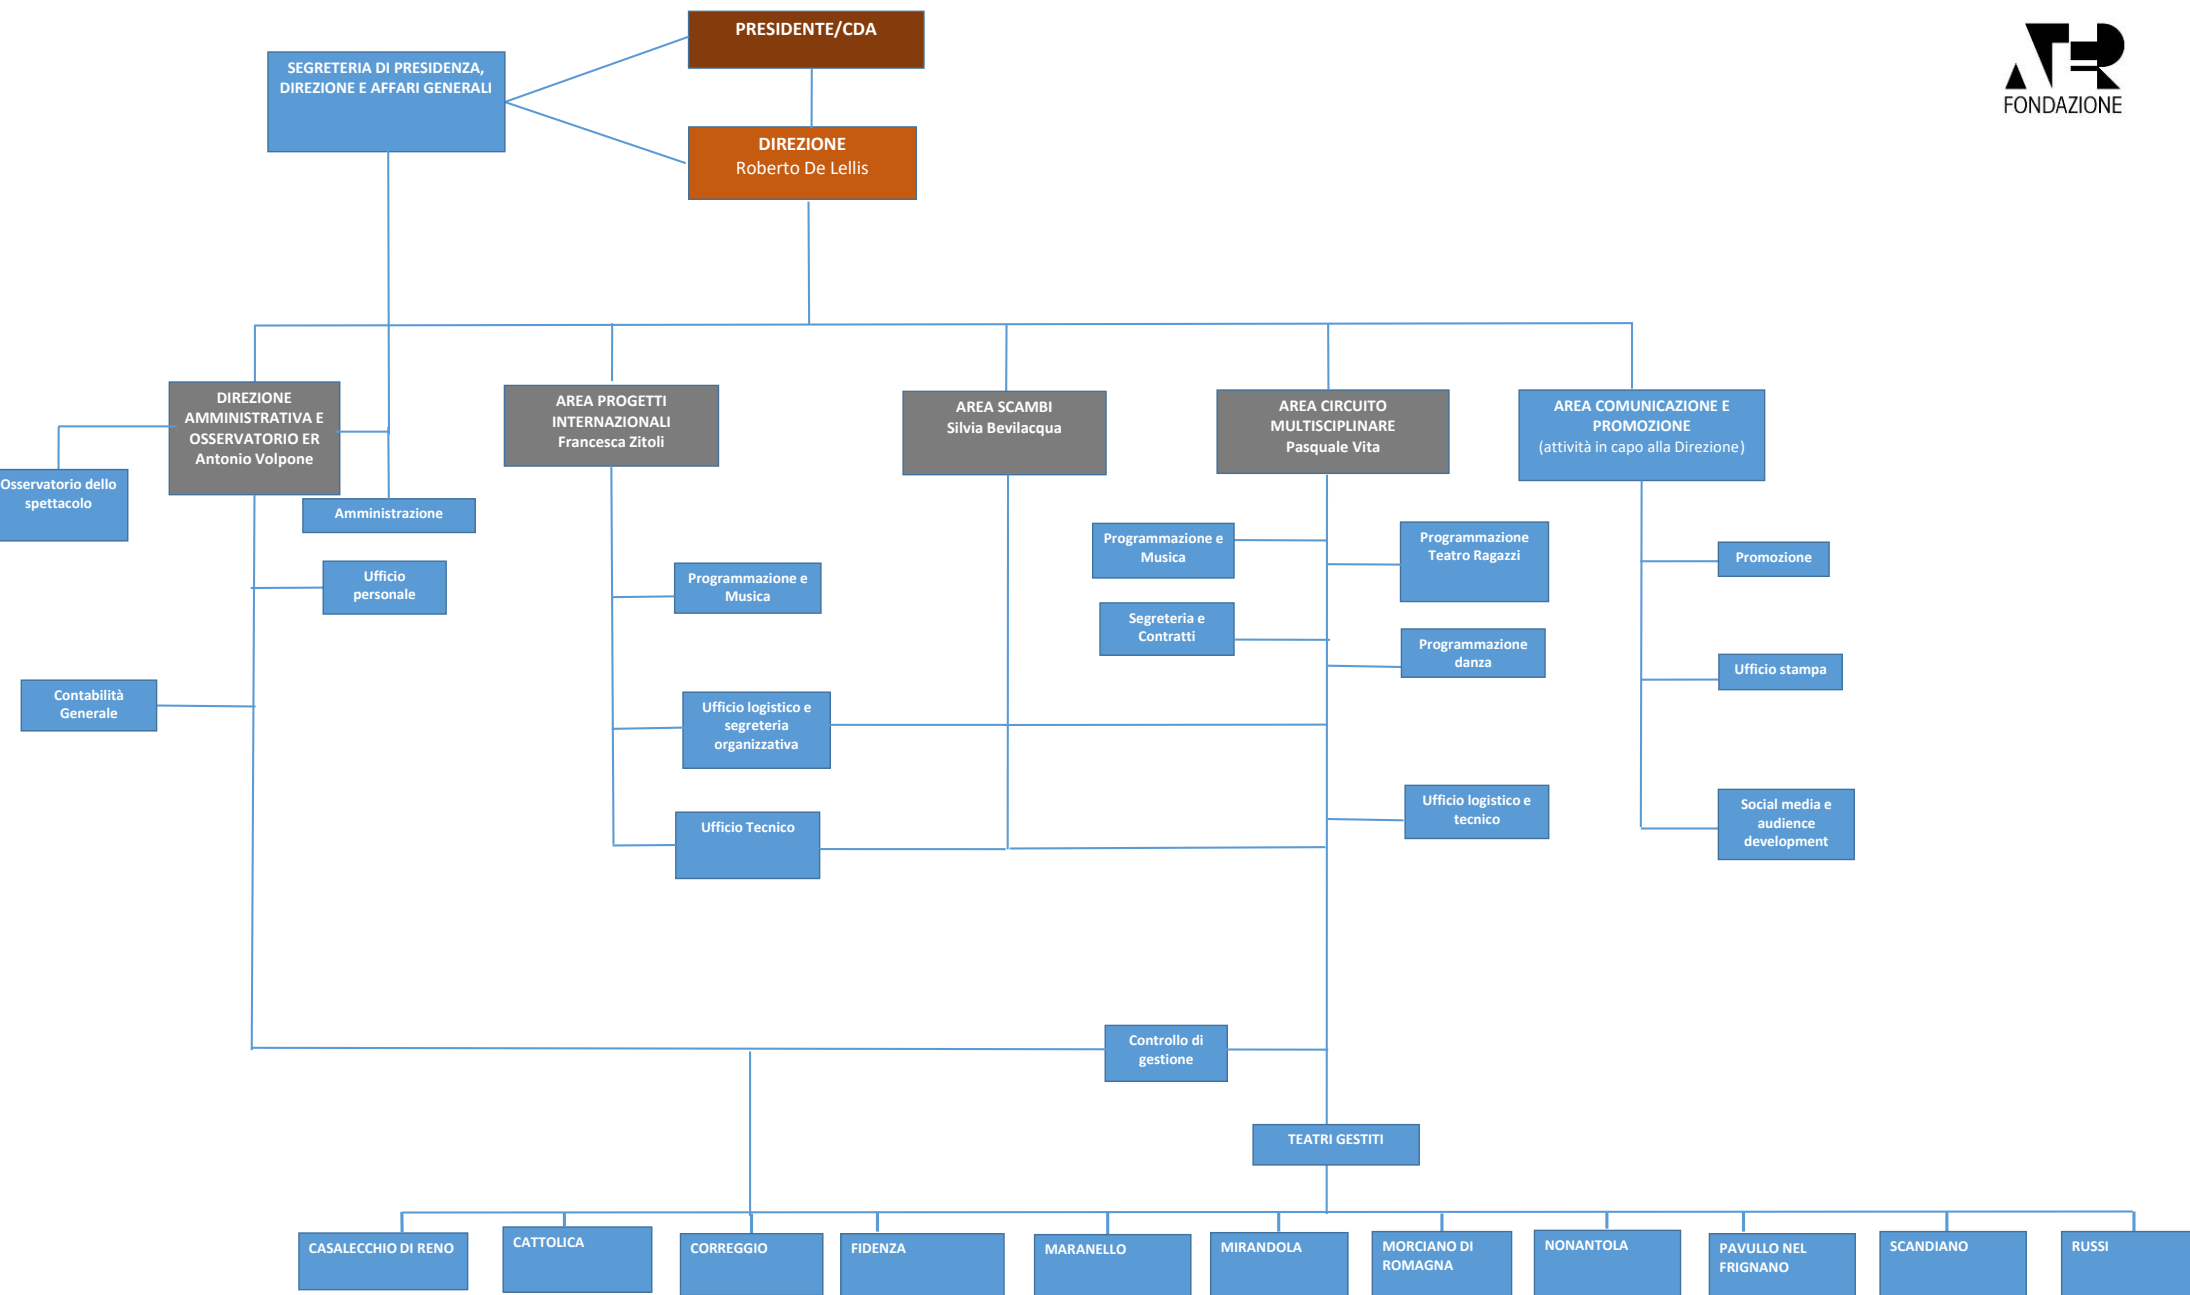 PRESIDENTE/CDA
SEGRETERIA DI PRESIDENZA,
DIREZIONE E AFFARI GENERALI
FONDAZIONE
DIREZIONE
Roberto De Lellis
DIREZIONE
AMMINISTRATIVA E
OSSERVATORIO ER
Antonio Volpone
AREA PROGETTI
INTERNAZIONALI
Francesca Zitoli
AREA SCAMBI
Silvia Bevilacqua
AREA CIRCUITO
MULTISCIPLINARE
Pasquale Vita
AREA COMUNICAZIONE E
PROMOZIONE
(attività in capo alla Direzione)
Osservatorio dello
spettacolo
Amministrazione
Ufficio
personale
Contabilità
Generale
Programmazione e
Musica
Ufficio logistico e
segreteria
organizzativa
Ufficio Tecnico
Programmazione e
Musica
Segreteria e
Contratti
Programmazione
Teatro Ragazzi
Programmazione
danza
Ufficio logistico e
tecnico
Promozione
Ufficio stampa
Social media e
audience
development
Controllo di
gestione
TEATRI GESTITI
CASALECCHIO DI RENO
CATTOLICA
CORREGGIO
FIDENZA
MARANELLO
MIRANDOLA
MORCIANO DI
ROMAGNA
NONANTOLA
PAVULLO NEL
FRIGNANO
SCANDIANO
RUSSI